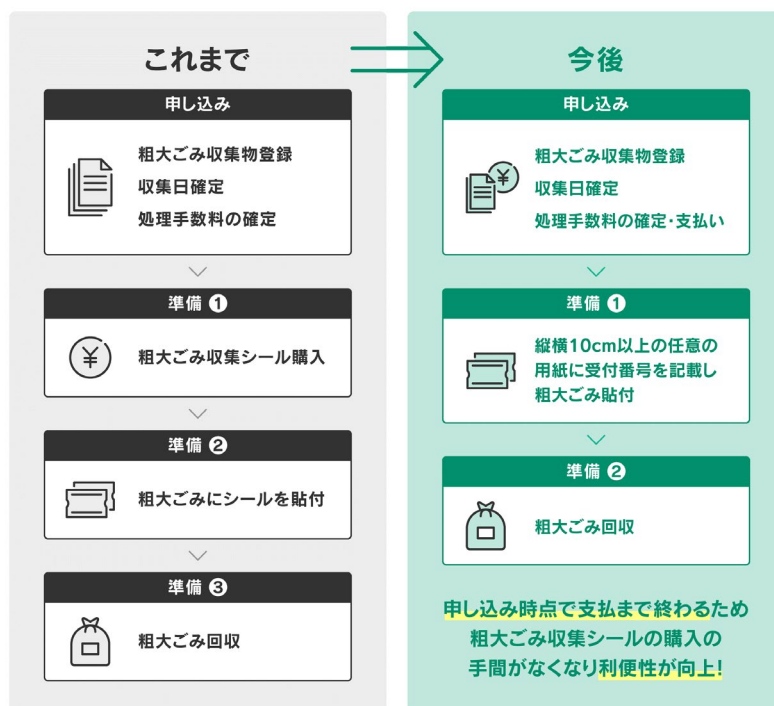 これまで
申し込み
粗大ごみ収集物登録
収集日確定
処理手数料の確定
準備 ❶
¥
粗大ごみ収集シール購入
準備 ❷
粗大ごみにシールを貼付
準備 ❸
粗大ごみ回収
今後
申し込み
¥
粗大ごみ収集物登録
収集日確定
処理手数料の確定・支払い
準備 ❶
縦横10cm以上の任意の
用紙に受付番号を記載し
粗大ごみ貼付
準備 ❷
粗大ごみ回収
申し込み時点で支払まで終わるため
粗大ごみ収集シールの購入の
手間がなくなり利便性が向上!